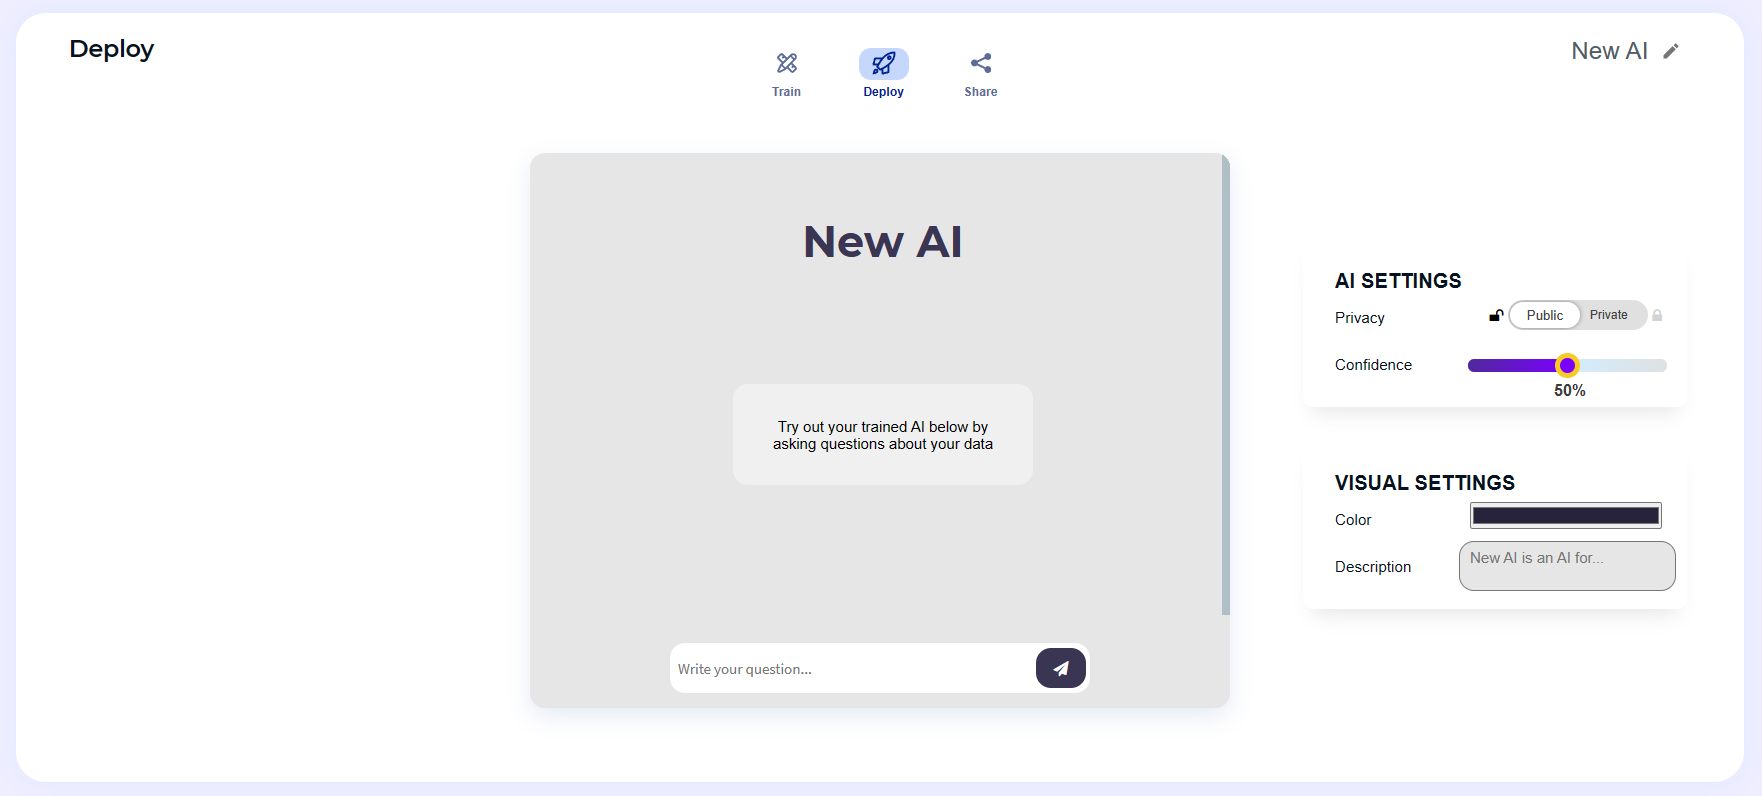 Deploy
New AI
Train
Deploy
Share
New AI
Try out your trained AI below by
asking questions about your data
Write your question...
AI SETTINGS
Privacy
Public
Private
Confidence
50%
VISUAL SETTINGS
Color
Description
New AI is an AI for...